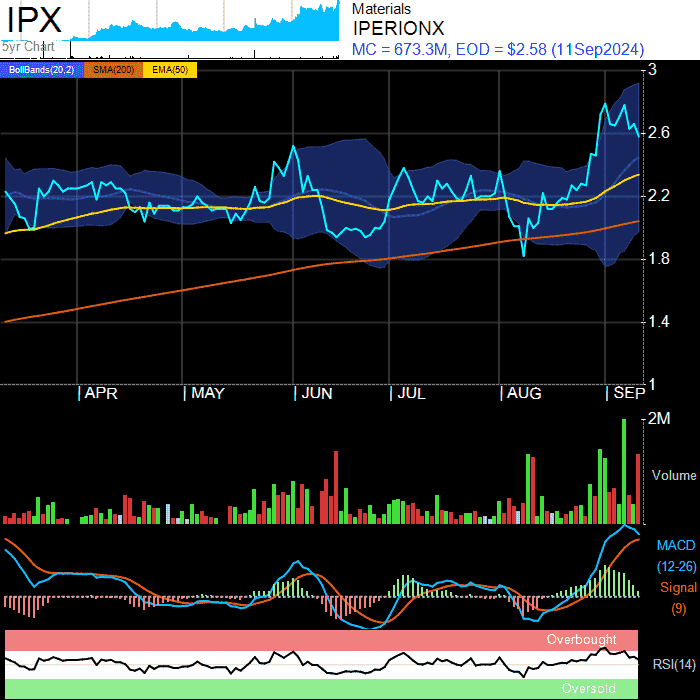 IPX
5yr Chart
Materials
IPERIONX
MC = 673.3M, EOD = $2.58 (11Sep2024)
BollBands(20,2) SMA(200) EMA(50)
3
2.6
2.2
1.8
1.4
1
APR MAY JUN JUL AUG SEP
2M
Volume
MACD
(12-26)
Signal
(9)
Overbought
RSI(14)
Oversold